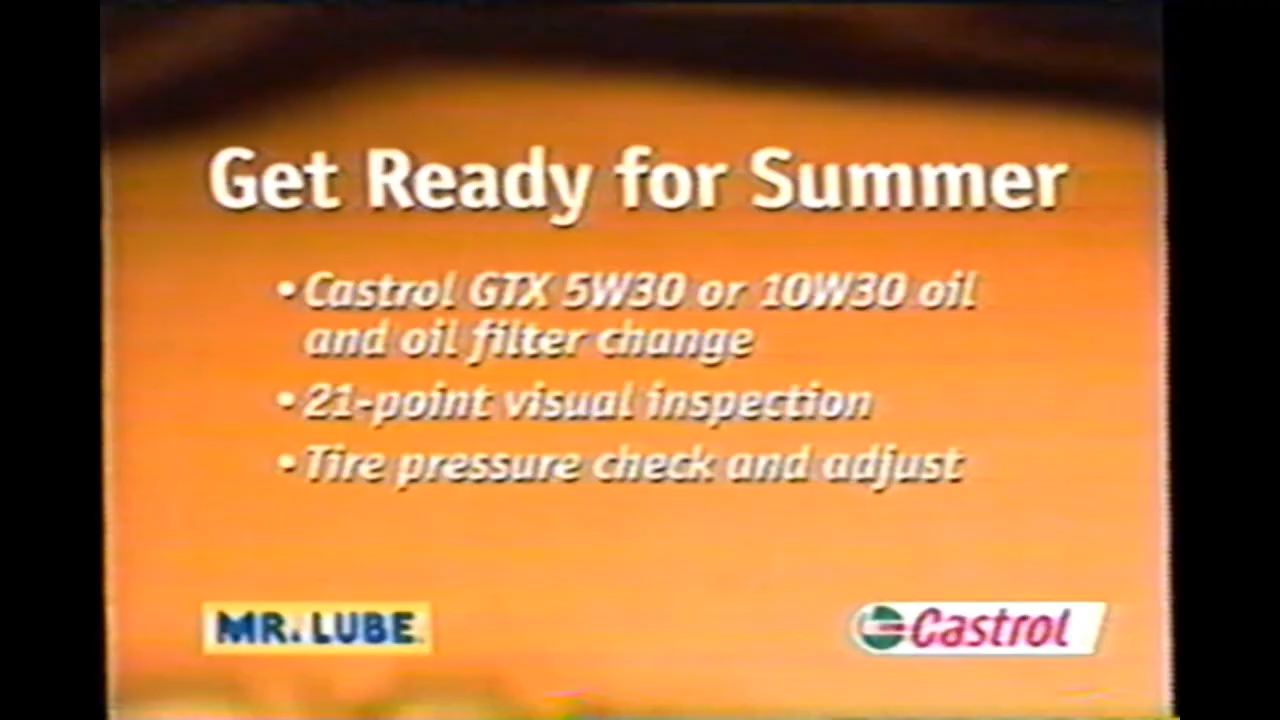 Get Ready for Summer
• Castrol GTX 5W30 or 10W30 oil
and oil filter change
• 21-point visual inspection
• Tire pressure check and adjust
MR. LUBE
Castrol